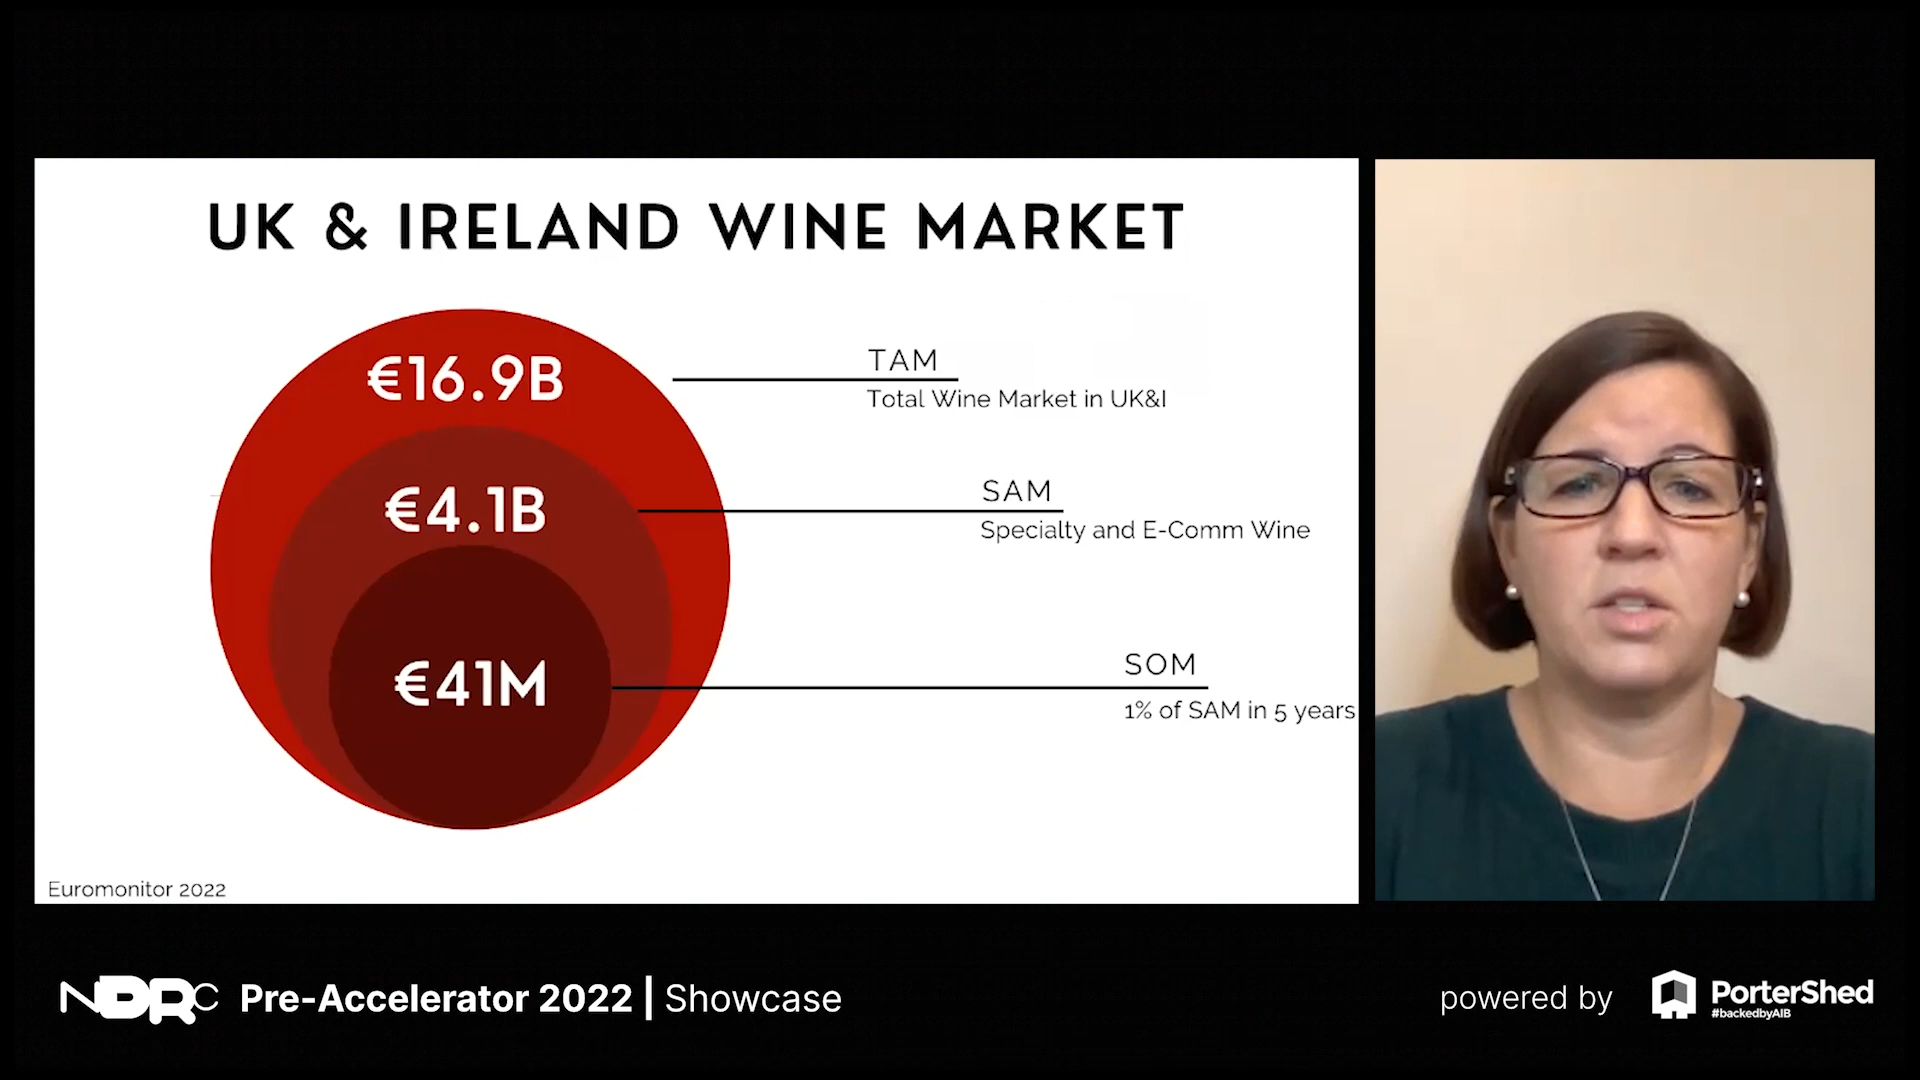 UK & IRELAND WINE MARKET
€16.9B
TAM
Total Wine Market in UK&I
€4.1B
SAM
Specialty and E-Comm Wine
€41M
SOM
1% of SAM in 5 years
Euromonitor 2022
NDRC Pre-Accelerator 2022 | Showcase
powered by PorterShed
#backedbyAIB